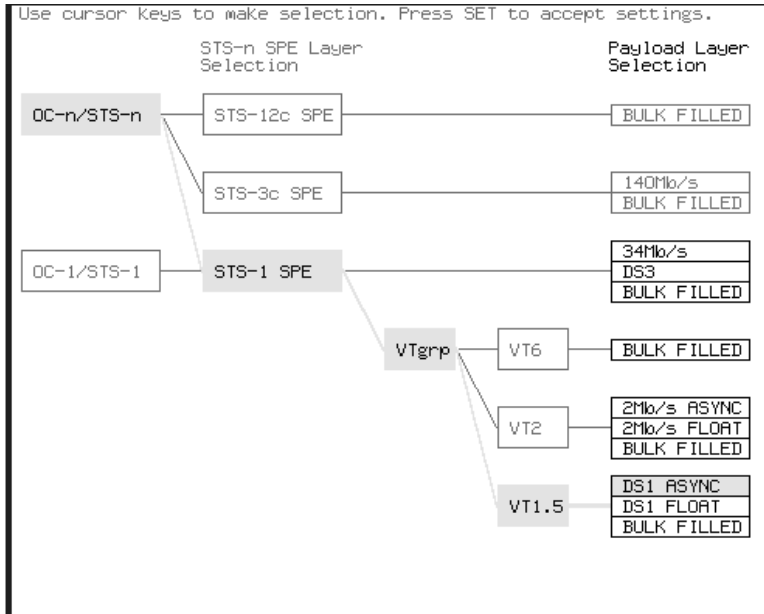 Use cursor Keys to make selection. Press SET to accept settings.
STS-n SPE Layer
Selection
Payload Layer
Selection
OC-n/STS-n
STS-12c SPE
BULK FILLED
STS-3c SPE
140Mb/s
BULK FILLED
OC-1/STS-1
STS-1 SPE
34Mb/s
DS3
BULK FILLED
VTgrp
VT6
BULK FILLED
VT2
2Mb/s ASYNC
2Mb/s FLOAT
BULK FILLED
VT1.5
DS1 ASYNC
DS1 FLOAT
BULK FILLED